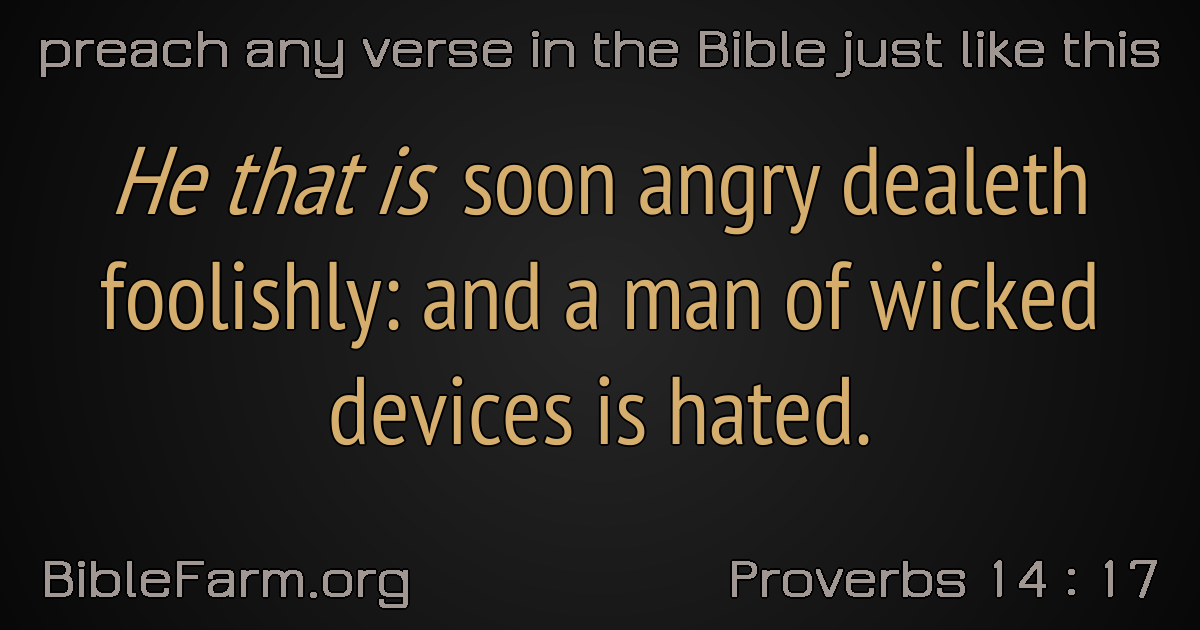 preach any verse in the Bible just like this
He that is soon angry dealeth
foolishly: and a man of wicked
devices is hated.
BibleFarm.org
Proverbs 14 : 17